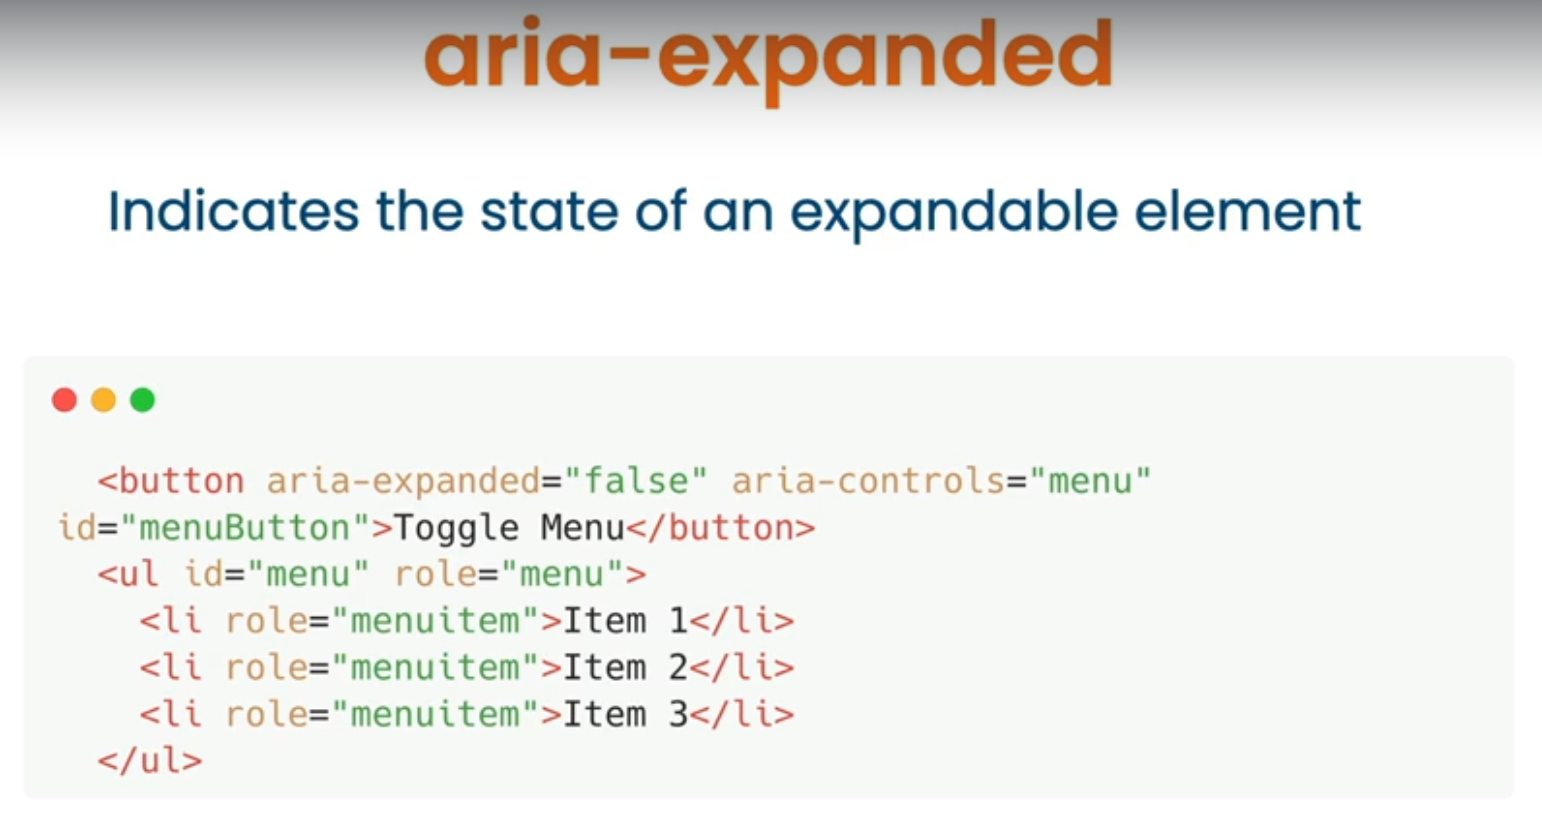 aria-expanded
Indicates the state of an expandable element
<button aria-expanded="false" aria-controls="menu"
id="menuButton">Toggle Menu</button>
<ul id="menu" role="menu">
<li role="menuitem">Item 1</li>
<li role="menuitem">Item 2</li>
<li role="menuitem">Item 3</li>
</ul>